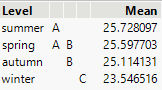 Level Mean
summer A 25.728097
spring A B 25.597703
autumn B 25.114131
winter C 23.546516